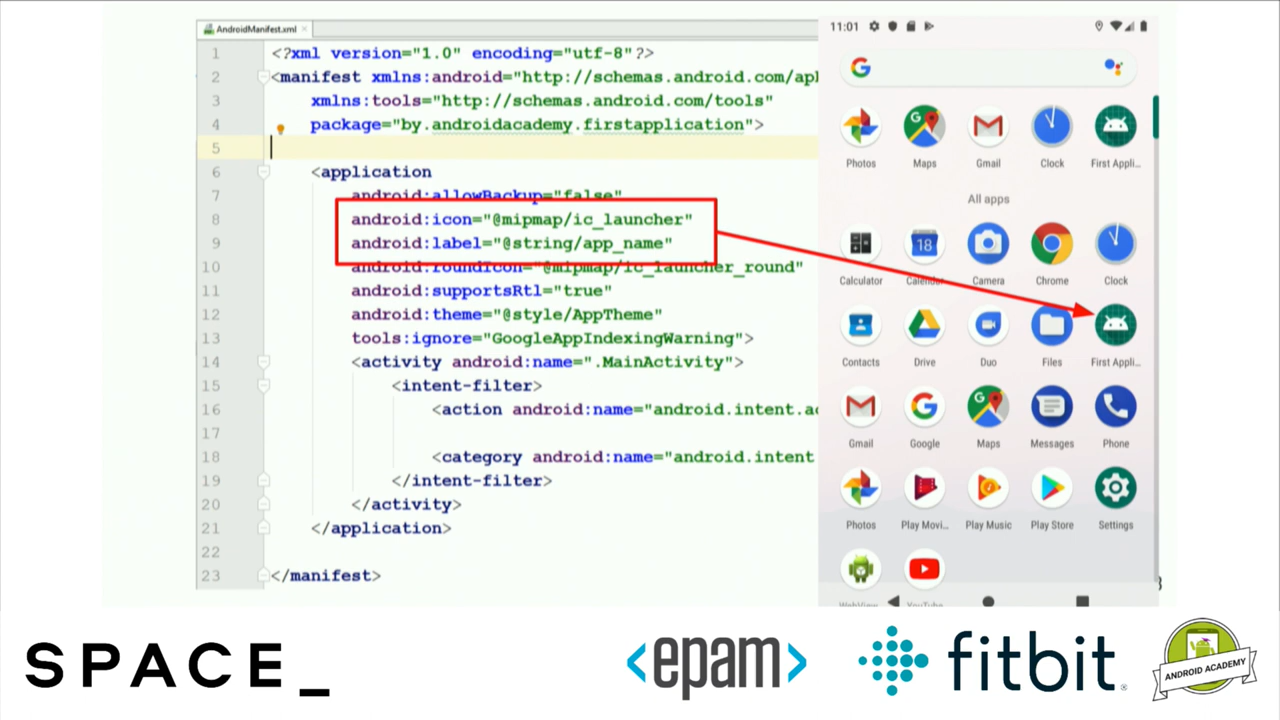 AndroidManifest.xml
1 <?xml version="1.0" encoding="utf-8"?>
2 <manifest xmlns:android="http://schemas.android.com/ap
3 xmlns:tools="http://schemas.android.com/tools"
4 package="by.androidacademy.firstapplication">
5
6 <application
7 android:allowBackup="false"
8 android:icon="@mipmap/ic_launcher"
9 android:label="@string/app_name"
10 android:roundIcon="@mipmap/ic_launcher_round"
11 android:supportsRtl="true"
12 android:theme="@style/AppTheme"
13 tools:ignore="GoogleAppIndexingWarning">
14 <activity android:name=".MainActivity">
15 <intent-filter>
16 <action android:name="android.intent.ac
17
18 <category android:name="android.intent
19 </intent-filter>
20 </activity>
21 </application>
22
23 </manifest>
11:01
Photos Maps Gmail Clock First Appli...
All apps
18
Calculator Calendar Camera Chrome Clock
Contacts Drive Duo Files First Appli...
Gmail Google Maps Messages Phone
Photos Play Movi... Play Music Play Store Settings
WebView YouTube
SPACE_
<epam>
fitbit
ANDROID ACADEMY